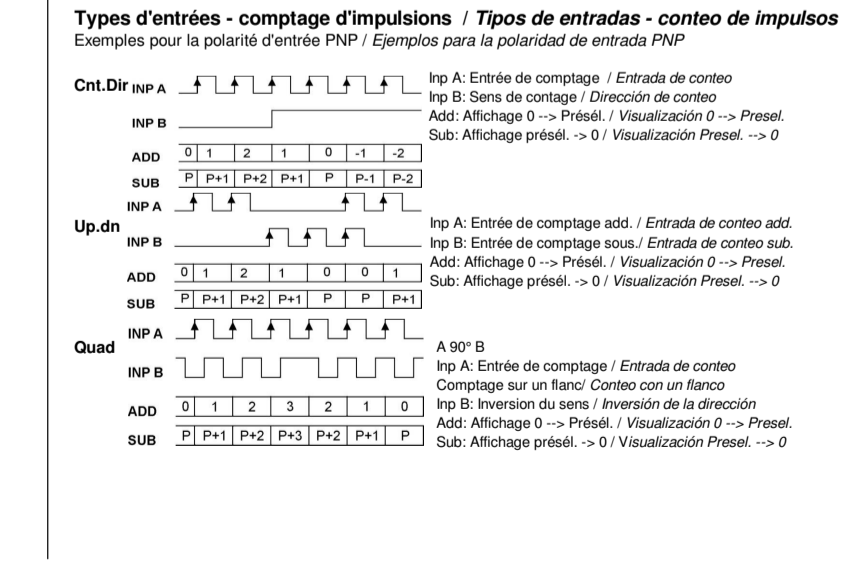 Types d'entrées - comptage d'impulsions / Tipos de entradas - conteo de impulsos
Exemples pour la polarité d'entrée PNP / Ejemplos para la polaridad de entrada PNP
Cnt.Dir INP A
Inp A: Entrée de comptage / Entrada de conteo
INP B
Inp B: Sens de contage / Dirección de conteo
Add: Affichage 0 --> Présél. / Visualización 0 --> Presel.
Sub: Affichage présél. -> 0 / Visualización Presel. --> 0
ADD 0 1 2 1 0 -1 -2
SUB P P+1 P+2 P+1 P P-1 P-2
INP A
Up.dn
INP B
Inp A: Entrée de comptage add. / Entrada de conteo add.
Inp B: Entrée de comptage sous./ Entrada de conteo sub.
Add: Affichage 0 --> Présél. / Visualización 0 --> Presel.
Sub: Affichage présél. -> 0 / Visualización Presel. --> 0
ADD 0 1 2 1 0 0 1
SUB P P+1 P+2 P+1 P P P+1
INP A
Quad
INP B
A 90° B
Inp A: Entrée de comptage / Entrada de conteo
Comptage sur un flanc/ Conteo con un flanco
Inp B: Inversion du sens / Inversión de la dirección
Add: Affichage 0 --> Présél. / Visualización 0 --> Presel.
Sub: Affichage présél. -> 0 / Visualización Presel. --> 0
ADD 0 1 2 3 2 1 0
SUB P P+1 P+2 P+3 P+2 P+1 P